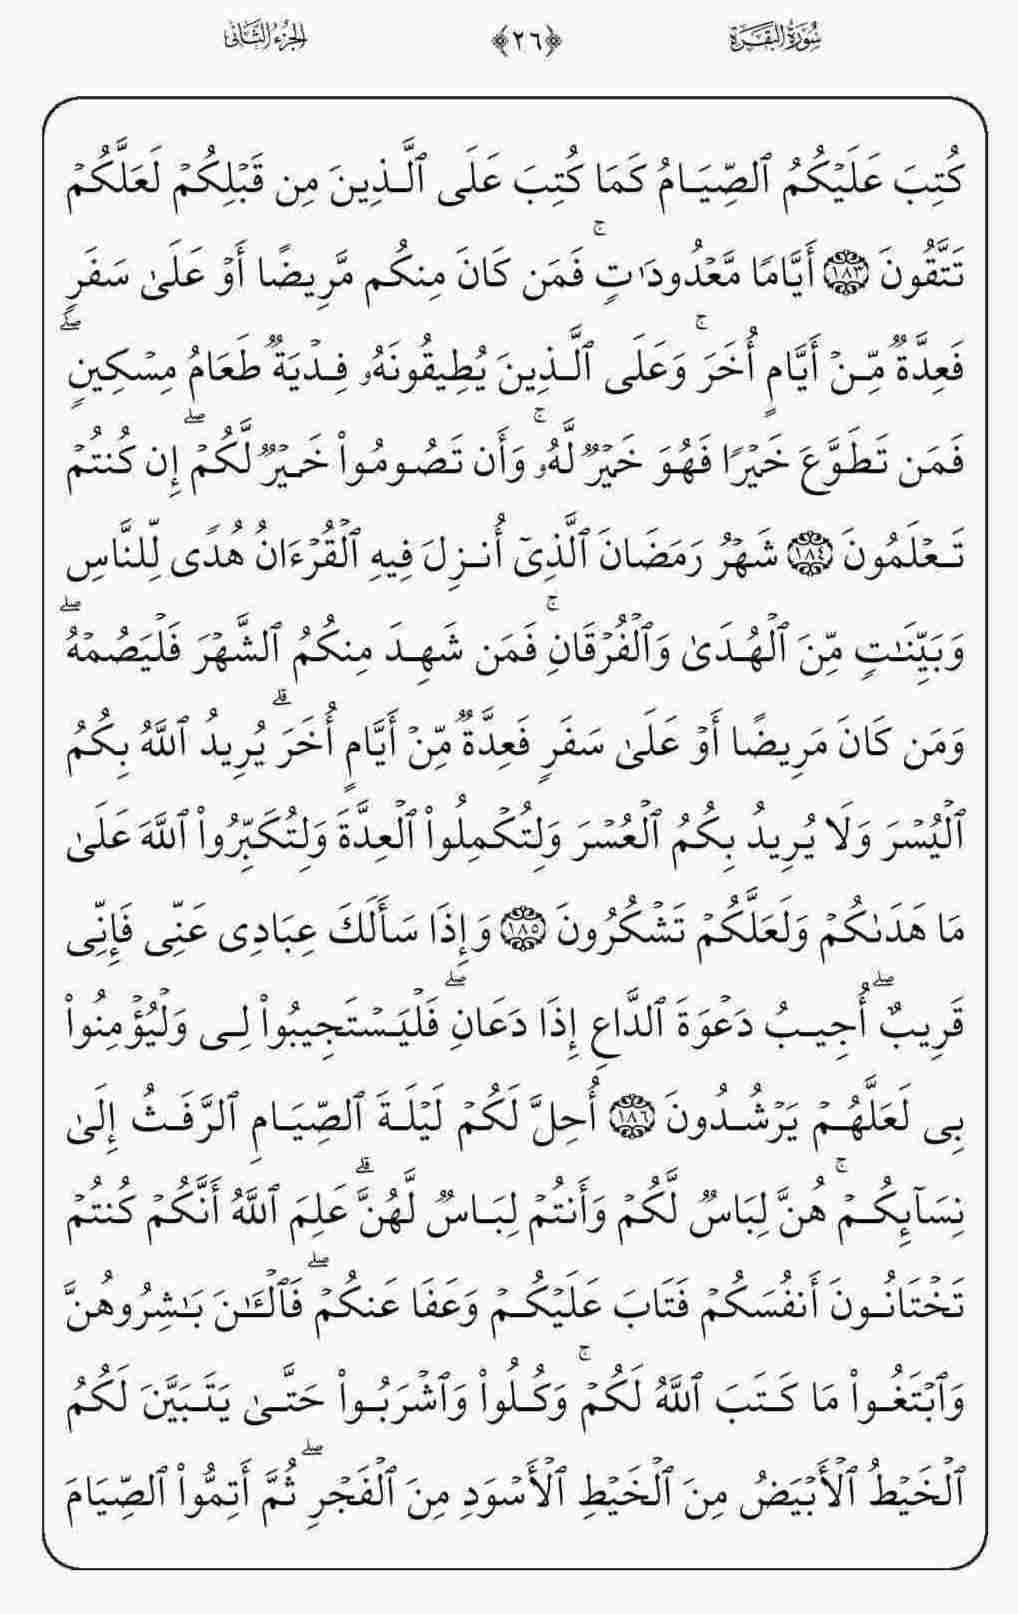 سُورَةُ البَقَرَة ﴿٢٦﴾ الجُزءُ الثَّانِي
كُتِبَ عَلَيۡكُمُ ٱلصِّيَامُ كَمَا كُتِبَ عَلَى ٱلَّذِينَ مِن قَبۡلِكُمۡ لَعَلَّكُمۡ
تَتَّقُونَ ١٨٣ أَيَّامٗا مَّعۡدُودَٰتٖۚ فَمَن كَانَ مِنكُم مَّرِيضًا أَوۡ عَلَىٰ سَفَرٖ
فَعِدَّةٞ مِّنۡ أَيَّامٍ أُخَرَۚ وَعَلَى ٱلَّذِينَ يُطِيقُونَهُۥ فِدۡيَةٞ طَعَامُ مِسۡكِينٖۖ
فَمَن تَطَوَّعَ خَيۡرٗا فَهُوَ خَيۡرٞ لَّهُۥۚ وَأَن تَصُومُواْ خَيۡرٞ لَّكُمۡۖ إِن كُنتُمۡ
تَعۡلَمُونَ ١٨٤ شَهۡرُ رَمَضَانَ ٱلَّذِيٓ أُنزِلَ فِيهِ ٱلۡقُرۡءَانُ هُدٗى لِّلنَّاسِ
وَبَيِّنَٰتٖ مِّنَ ٱلۡهُدَىٰ وَٱلۡفُرۡقَانِۚ فَمَن شَهِدَ مِنكُمُ ٱلشَّهۡرَ فَلۡيَصُمۡهُۖ
وَمَن كَانَ مَرِيضًا أَوۡ عَلَىٰ سَفَرٖ فَعِدَّةٞ مِّنۡ أَيَّامٍ أُخَرَۗ يُرِيدُ ٱللَّهُ بِكُمُ
ٱلۡيُسۡرَ وَلَا يُرِيدُ بِكُمُ ٱلۡعُسۡرَ وَلِتُكۡمِلُواْ ٱلۡعِدَّةَ وَلِتُكَبِّرُواْ ٱللَّهَ عَلَىٰ
مَا هَدَىٰكُمۡ وَلَعَلَّكُمۡ تَشۡكُرُونَ ١٨٥ وَإِذَا سَأَلَكَ عِبَادِي عَنِّي فَإِنِّي
قَرِيبٌۖ أُجِيبُ دَعۡوَةَ ٱلدَّاعِ إِذَا دَعَانِۖ فَلۡيَسۡتَجِيبُواْ لِي وَلۡيُؤۡمِنُواْ
بِي لَعَلَّهُمۡ يَرۡشُدُونَ ١٨٦ أُحِلَّ لَكُمۡ لَيۡلَةَ ٱلصِّيَامِ ٱلرَّفَثُ إِلَىٰ
نِسَآئِكُمۡۚ هُنَّ لِبَاسٞ لَّكُمۡ وَأَنتُمۡ لِبَاسٞ لَّهُنَّۗ عَلِمَ ٱللَّهُ أَنَّكُمۡ كُنتُمۡ
تَخۡتَانُونَ أَنفُسَكُمۡ فَتَابَ عَلَيۡكُمۡ وَعَفَا عَنكُمۡۖ فَٱلۡـَٰٔنَ بَٰشِرُوهُنَّ
وَٱبۡتَغُواْ مَا كَتَبَ ٱللَّهُ لَكُمۡۚ وَكُلُواْ وَٱشۡرَبُواْ حَتَّىٰ يَتَبَيَّنَ لَكُمُ
ٱلۡخَيۡطُ ٱلۡأَبۡيَضُ مِنَ ٱلۡخَيۡطِ ٱلۡأَسۡوَدِ مِنَ ٱلۡفَجۡرِۖ ثُمَّ أَتِمُّواْ ٱلصِّيَامَ